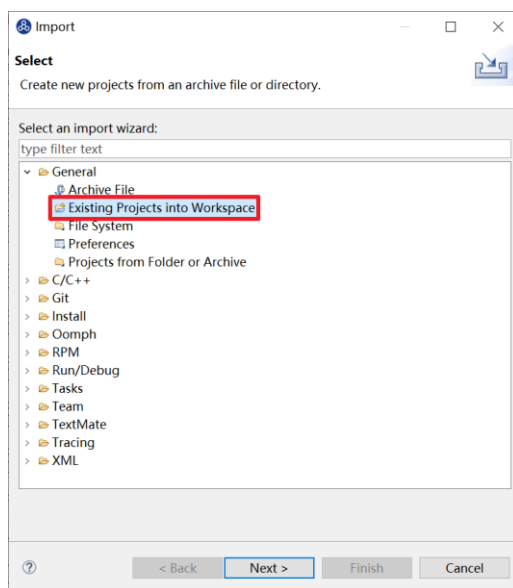 Import
Select
Create new projects from an archive file or directory.
Select an import wizard:
type filter text
General
Archive File
Existing Projects into Workspace
File System
Preferences
Projects from Folder or Archive
C/C++
Git
Install
Oomph
RPM
Run/Debug
Tasks
Team
TextMate
Tracing
XML
? < Back Next > Finish Cancel